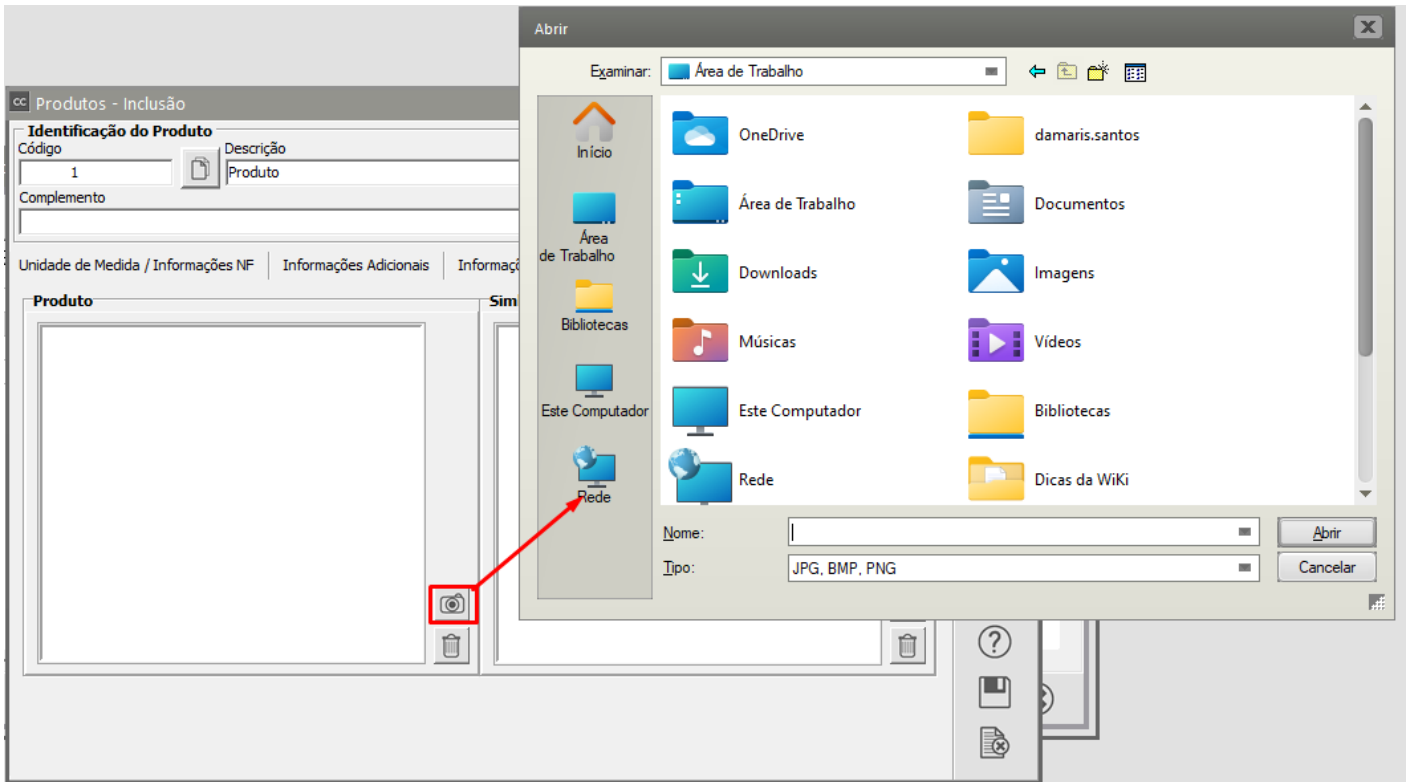 Abrir
Examinar:
Área de Trabalho
cc Produtos - Inclusão
Identificação do Produto
Código
Descrição
1
Produto
Complemento
Unidade de Medida / Informações NF
Informações Adicionais
Produto
Início
Área
de Trabalho
Bibliotecas
Este Computador
Rede
OneDrive
damaris.santos
Área de Trabalho
Documentos
Downloads
Imagens
Músicas
Vídeos
Este Computador
Bibliotecas
Rede
Dicas da WiKi
Nome:
Abrir
Tipo:
JPG, BMP, PNG
Cancelar